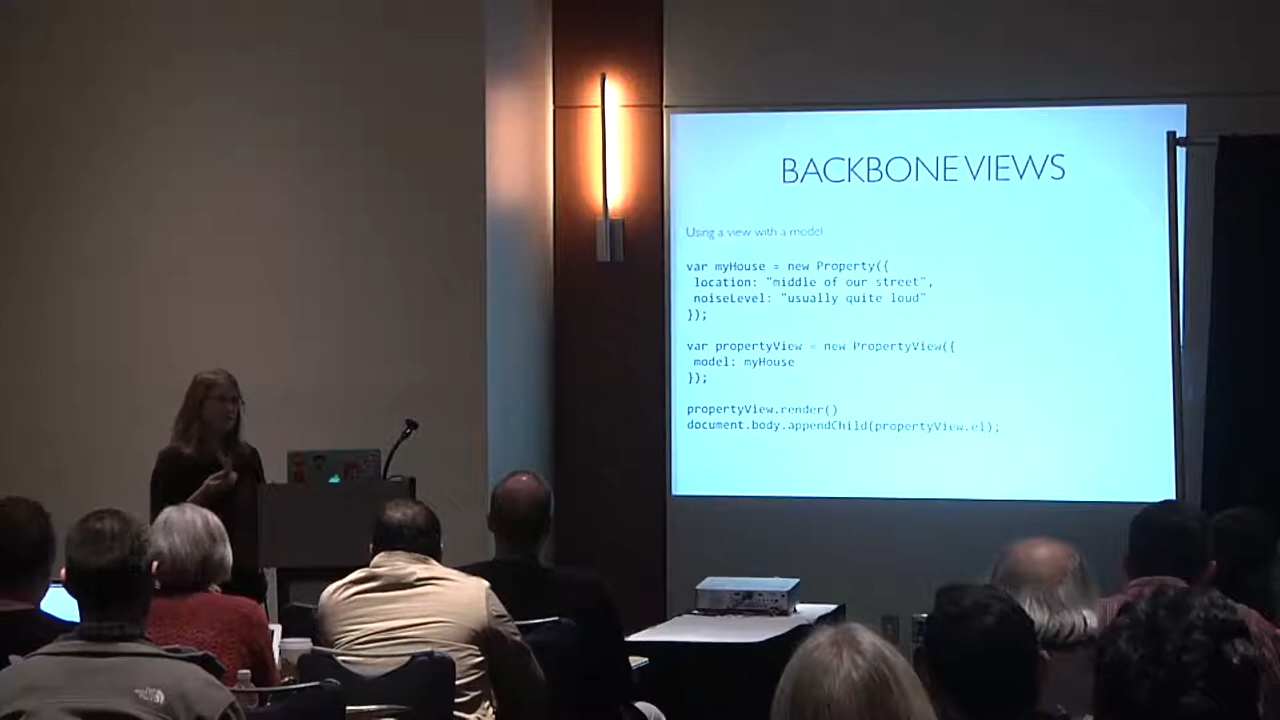 BACKBONE VIEWS
Using a view with a model
var myHouse = new Property({
location: "middle of our street",
noiseLevel: "usually quite loud"
});
var propertyView = new PropertyView({
model: myHouse
});
propertyView.render()
document.body.appendChild(propertyView.el);